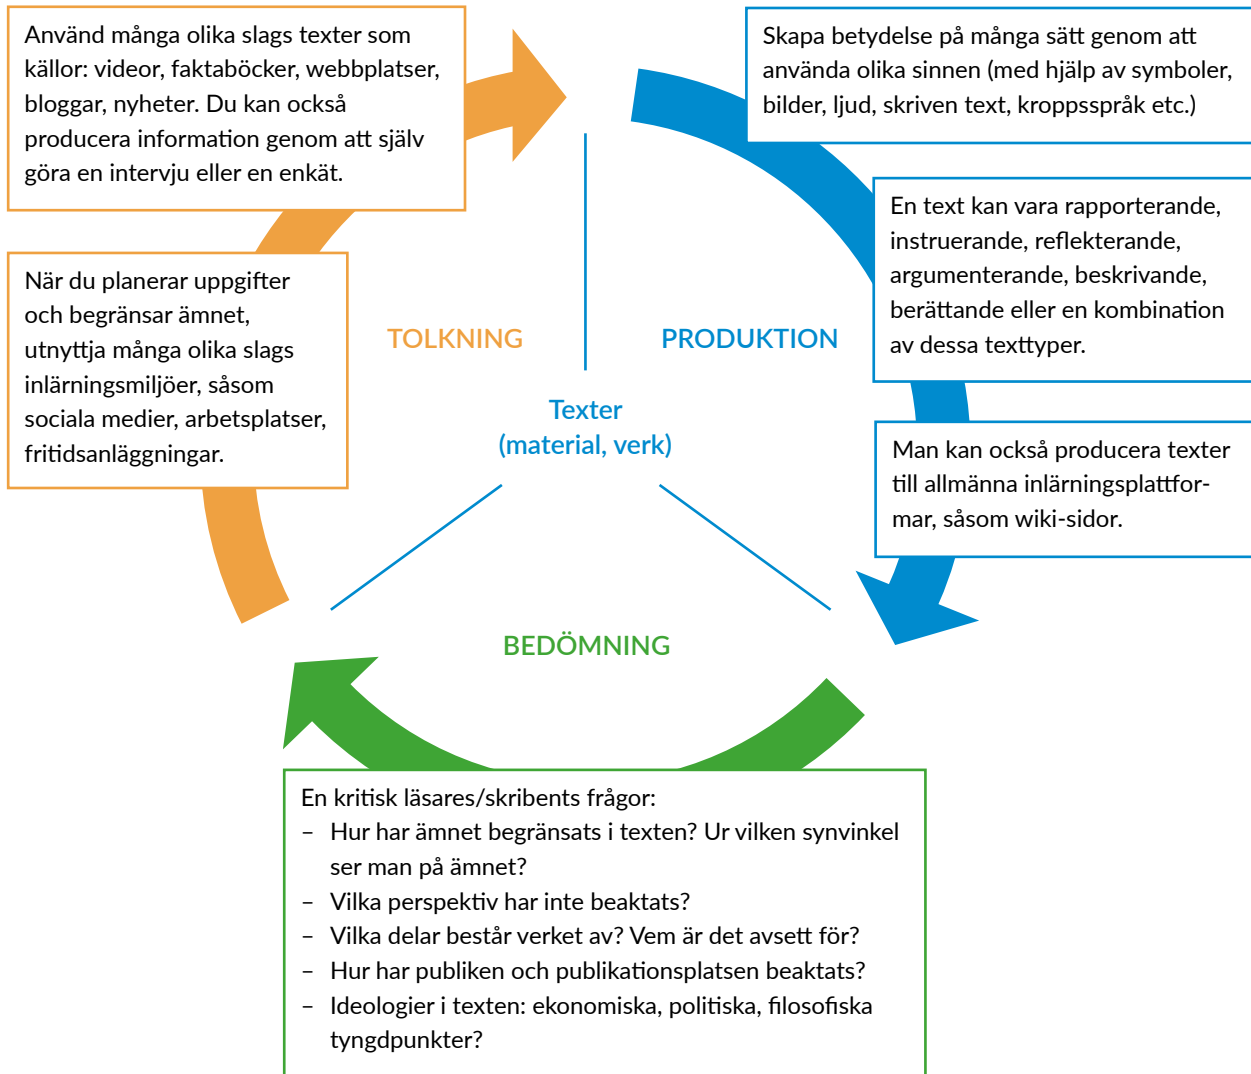 Använd många olika slags texter som
källor: videor, faktaböcker, webbplatser,
bloggar, nyheter. Du kan också
producera information genom att själv
göra en intervju eller en enkät.
Skapa betydelse på många sätt genom att
använda olika sinnen (med hjälp av symboler,
bilder, ljud, skriven text, kroppsspråk etc.)
En text kan vara rapporterande,
instruerande, reflekterande,
argumenterande, beskrivande,
berättande eller en kombination
av dessa texttyper.
När du planerar uppgifter
och begränsar ämnet,
utnyttja många olika slags
inlärningsmiljöer, såsom
sociala medier, arbetsplatser,
fritidsanläggningar.
TOLKNING
PRODUKTION
Texter
(material, verk)
Man kan också producera texter
till allmänna inlärningsplattfor-
mar, såsom wiki-sidor.
BEDÖMNING
En kritisk läsares/skribents frågor:
– Hur har ämnet begränsats i texten? Ur vilken synvinkel
ser man på ämnet?
– Vilka perspektiv har inte beaktats?
– Vilka delar består verket av? Vem är det avsett för?
– Hur har publiken och publikationsplatsen beaktats?
– Ideologier i texten: ekonomiska, politiska, filosofiska
tyngdpunkter?